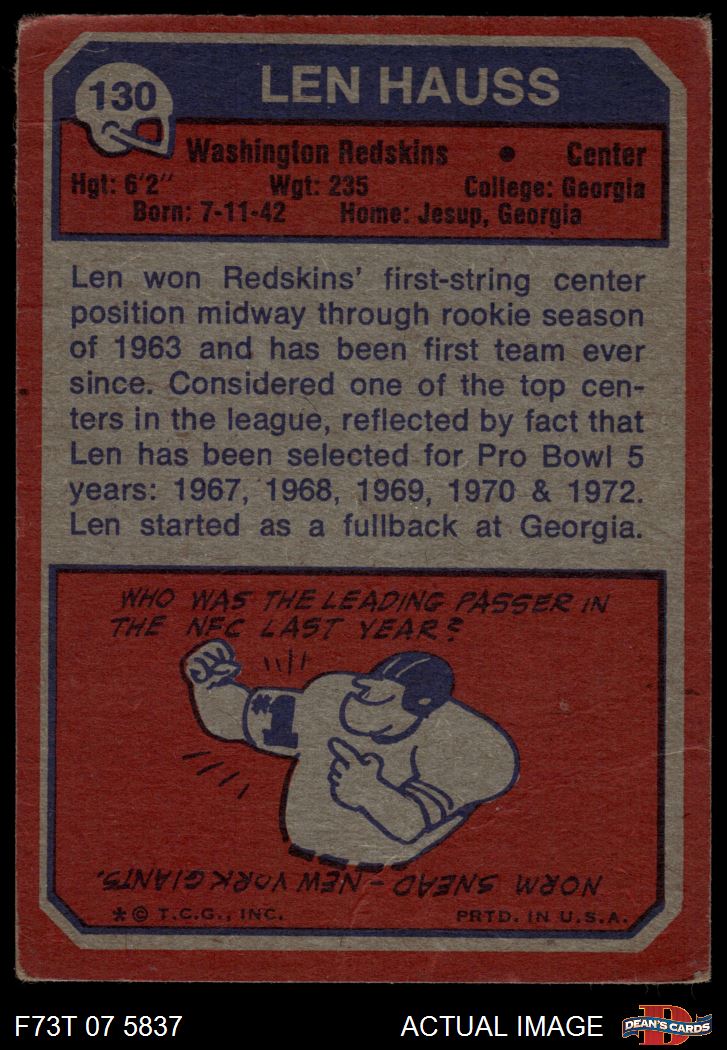 130
LEN HAUSS
Washington Redskins • Center
Hgt: 6'2" Wgt: 235 College: Georgia
Born: 7-11-42 Home: Jesup, Georgia
Len won Redskins' first-string center
position midway through rookie season
of 1963 and has been first team ever
since. Considered one of the top cen-
ters in the league, reflected by fact that
Len has been selected for Pro Bowl 5
years: 1967, 1968, 1969, 1970 & 1972.
Len started as a fullback at Georgia.
WHO WAS THE LEADING PASSER IN
THE NFC LAST YEAR?
#1
NORM SNEAD - NEW YORK GIANTS.
* © T.C.G., INC. PRTD. IN U.S.A.
F73T 07 5837 ACTUAL IMAGE
D
DEAN'S CARDS